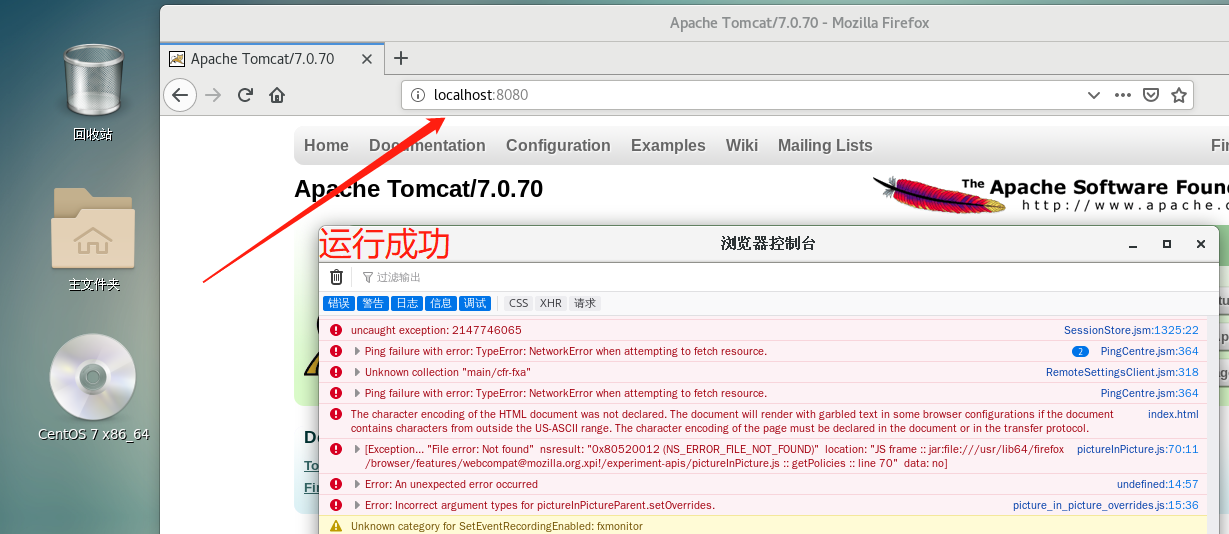 Apache Tomcat/7.0.70 - Mozilla Firefox
Apache Tomcat/7.0.70
localhost:8080
回收站
Home Documentation Configuration Examples Wiki Mailing Lists
Apache Tomcat/7.0.70
The Apache Software
http://www.apache.
运行成功
浏览器控制台
过滤输出
主文件夹
错误 警告 日志 信息 调试 CSS XHR 请求
uncaught exception: 2147746065 SessionStore.jsm:1325:22
Ping failure with error: TypeError: NetworkError when attempting to fetch resource. 2 PingCentre.jsm:364
Unknown collection "main/cfr-fxa" RemoteSettingsClient.jsm:318
Ping failure with error: TypeError: NetworkError when attempting to fetch resource. PingCentre.jsm:364
The character encoding of the HTML document was not declared. The document will render with garbled text in some browser configurations if the document index.html
contains characters from outside the US-ASCII range. The character encoding of the page must be declared in the document or in the transfer protocol.
CentOS 7 x86_64
[Exception... "File error: Not found" nsresult: "0x80520012 (NS_ERROR_FILE_NOT_FOUND)" location: "JS frame :: jar:file:///usr/lib64/firefox pictureInPicture.js:70:11
/browser/features/webcompat@mozilla.org.xpi!/experiment-apis/pictureInPicture.js :: getPolicies :: line 70" data: no]
Error: An unexpected error occurred undefined:14:57
Error: Incorrect argument types for pictureInPictureParent.setOverrides. picture_in_picture_overrides.js:15:36
Unknown category for SetEventRecordingEnabled: fxmonitor